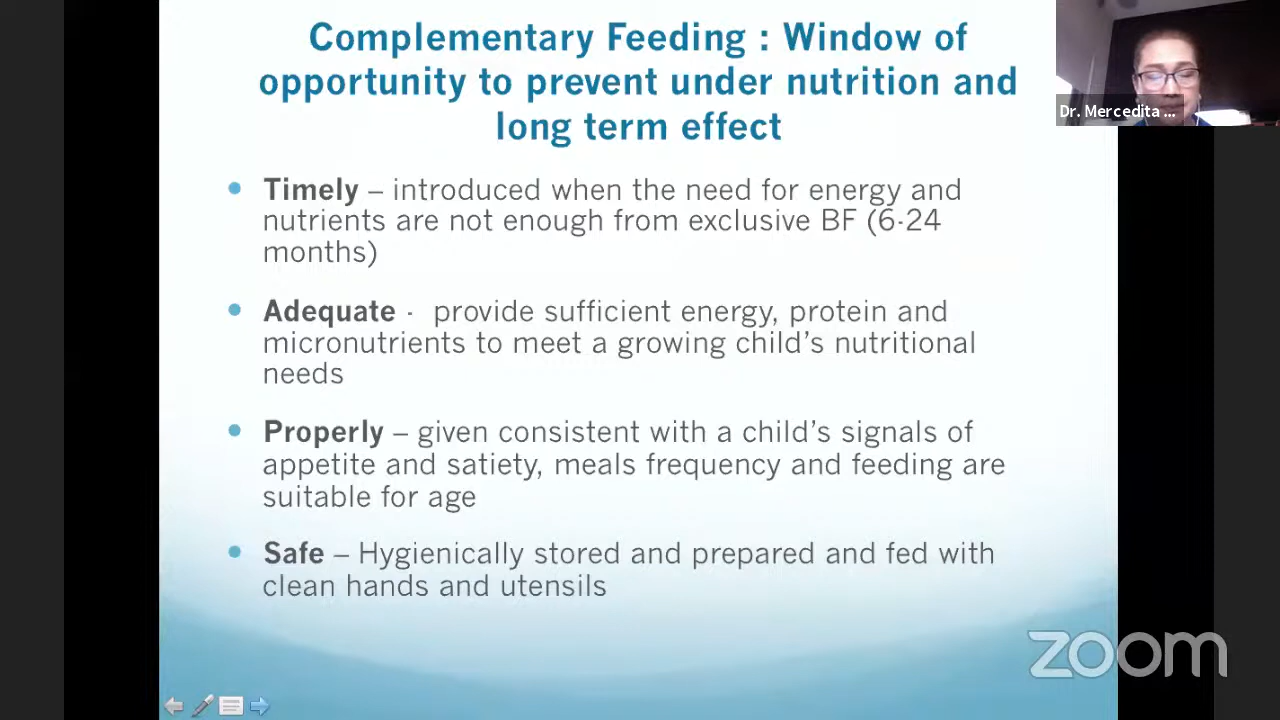 Complementary Feeding : Window of
opportunity to prevent under nutrition and
long term effect
Dr. Mercedita ...
• Timely – introduced when the need for energy and
nutrients are not enough from exclusive BF (6-24
months)
• Adequate -  provide sufficient energy, protein and
micronutrients to meet a growing child's nutritional
needs
• Properly – given consistent with a child's signals of
appetite and satiety, meals frequency and feeding are
suitable for age
• Safe – Hygienically stored and prepared and fed with
clean hands and utensils
zoom